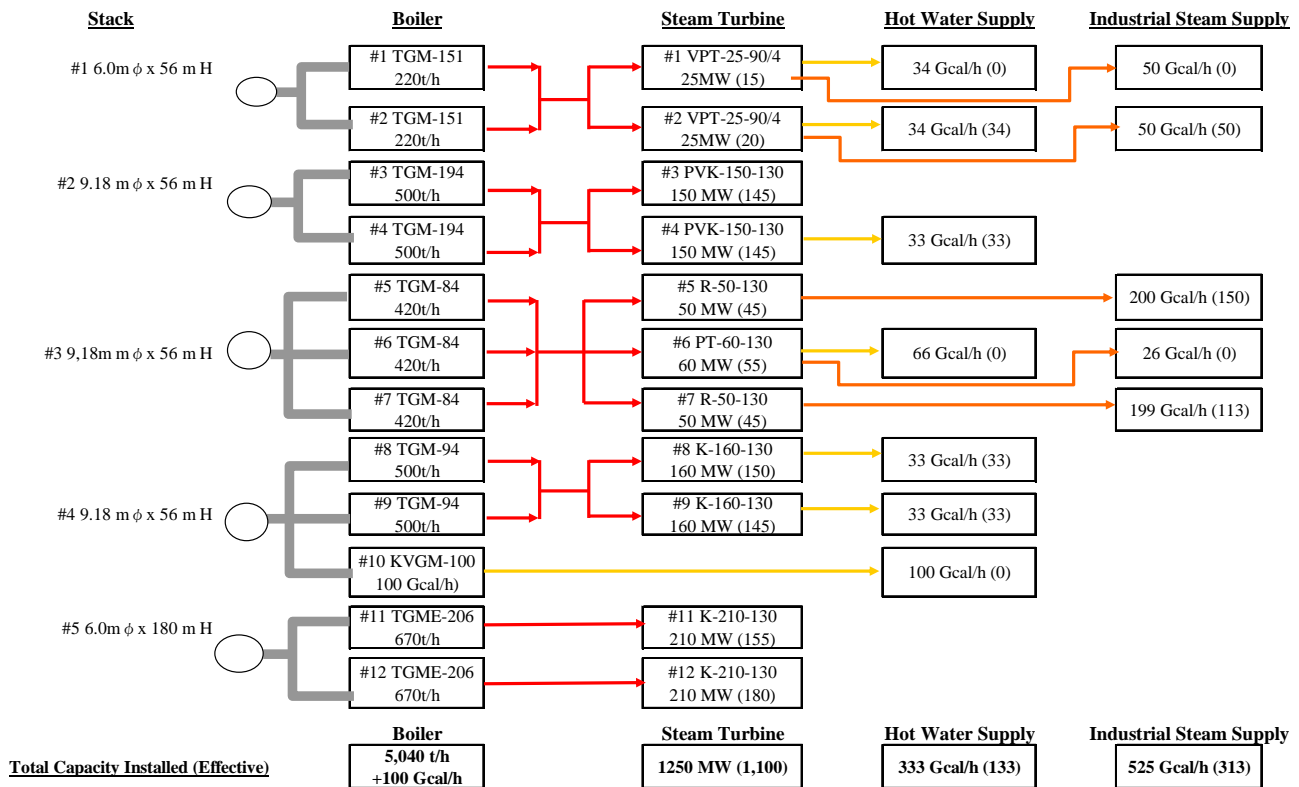 Stack
Boiler
Steam Turbine
Hot Water Supply
Industrial Steam Supply
#1 6.0m ϕ x 56 m H
#1 TGM-151
220t/h
#1 VPT-25-90/4
25MW (15)
34 Gcal/h (0)
50 Gcal/h (0)
#2 TGM-151
220t/h
#2 VPT-25-90/4
25MW (20)
34 Gcal/h (34)
50 Gcal/h (50)
#2 9.18 m ϕ x 56 m H
#3 TGM-194
500t/h
#3 PVK-150-130
150 MW (145)
#4 TGM-194
500t/h
#4 PVK-150-130
150 MW (145)
33 Gcal/h (33)
#3 9,18m m ϕ x 56 m H
#5 TGM-84
420t/h
#5 R-50-130
50 MW (45)
200 Gcal/h (150)
#6 TGM-84
420t/h
#6 PT-60-130
60 MW (55)
66 Gcal/h (0)
26 Gcal/h (0)
#7 TGM-84
420t/h
#7 R-50-130
50 MW (45)
199 Gcal/h (113)
#4 9.18 m ϕ x 56 m H
#8 TGM-94
500t/h
#8 K-160-130
160 MW (150)
33 Gcal/h (33)
#9 TGM-94
500t/h
#9 K-160-130
160 MW (145)
33 Gcal/h (33)
#10 KVGM-100
100 Gcal/h)
100 Gcal/h (0)
#5 6.0m ϕ x 180 m H
#11 TGME-206
670t/h
#11 K-210-130
210 MW (155)
#12 TGME-206
670t/h
#12 K-210-130
210 MW (180)
Boiler
Steam Turbine
Hot Water Supply
Industrial Steam Supply
Total Capacity Installed (Effective)
5,040 t/h
+100 Gcal/h
1250 MW (1,100)
333 Gcal/h (133)
525 Gcal/h (313)